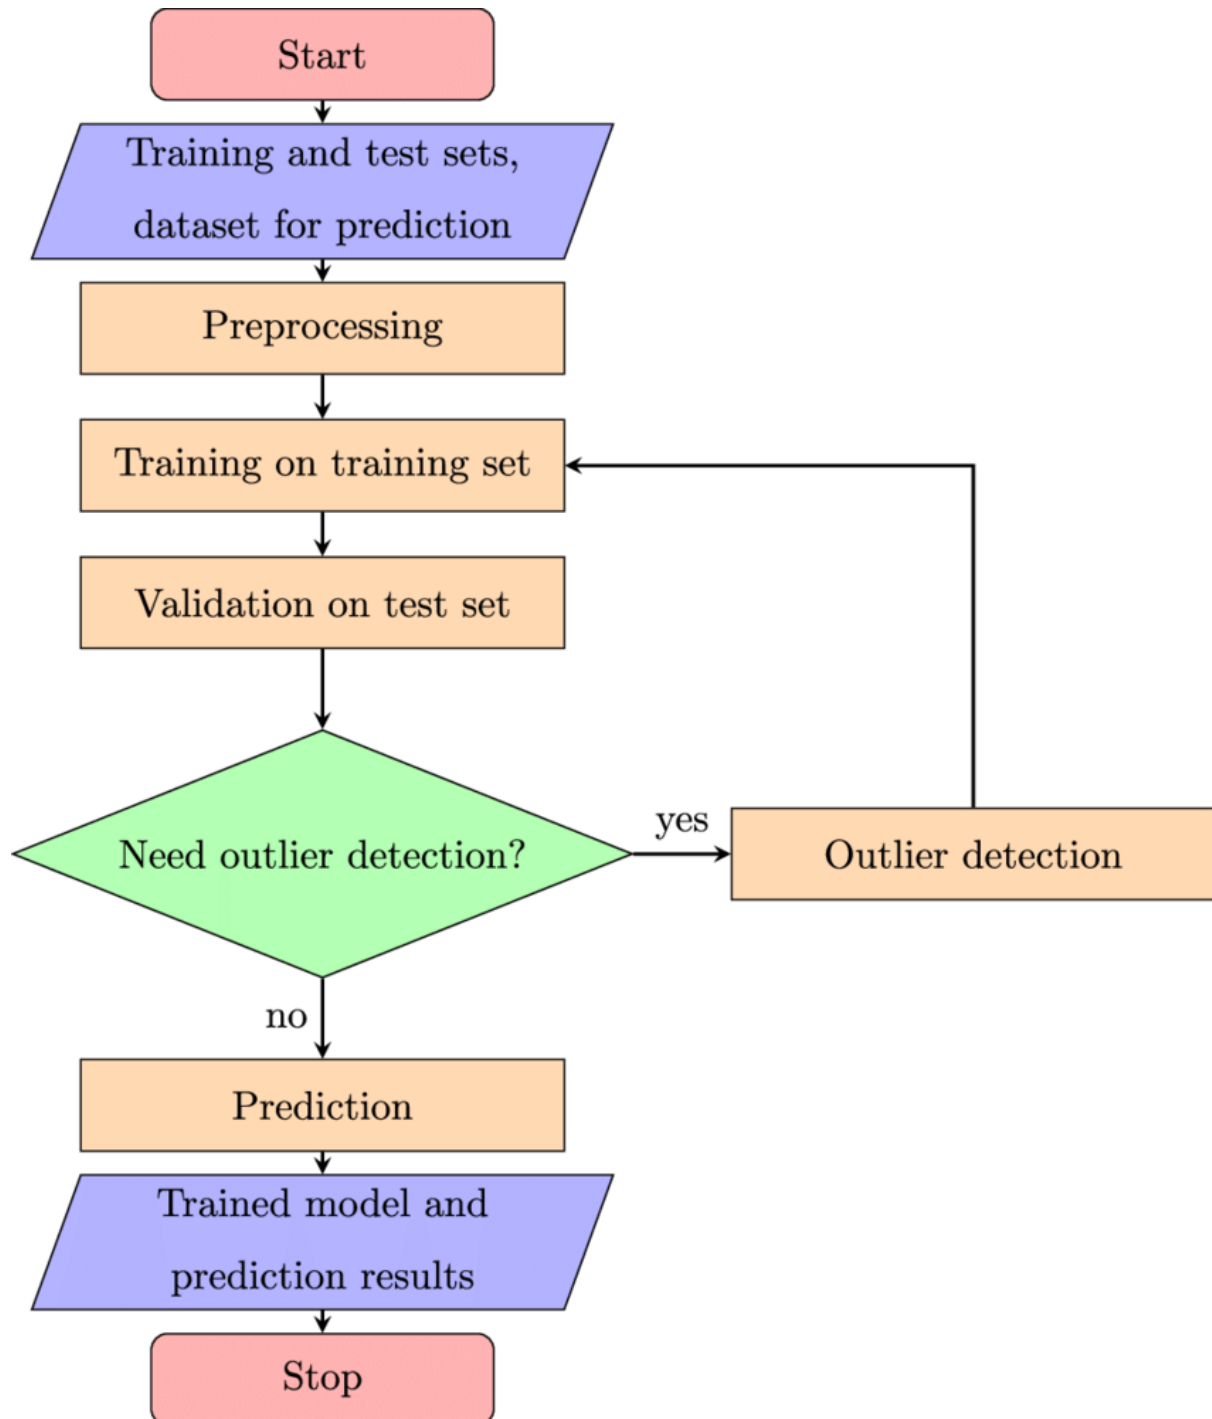 Start
Training and test sets,
dataset for prediction
Preprocessing
Training on training set
Validation on test set
Need outlier detection?
yes
Outlier detection
no
Prediction
Trained model and
prediction results
Stop